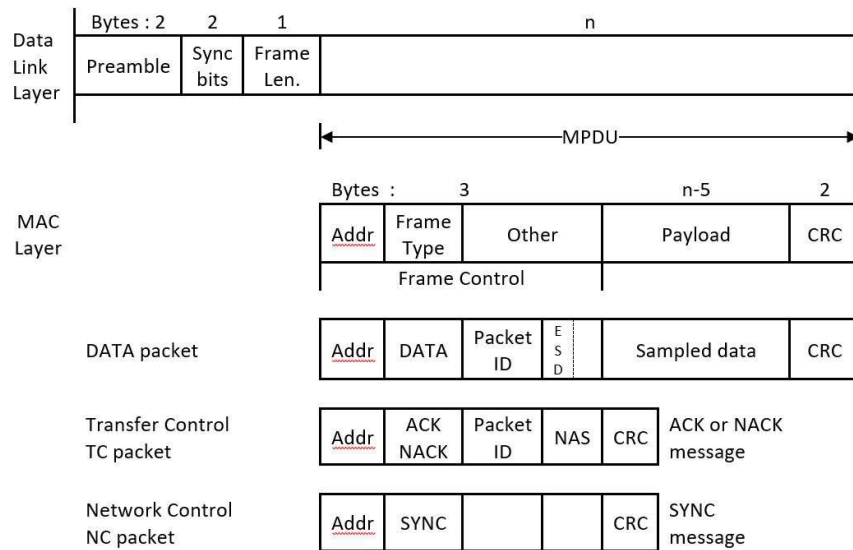 Bytes : 2 2 1 n
Data Link Layer
Preamble Sync bits Frame Len.
MPDU
Bytes : 3 n-5 2
MAC Layer
Addr Frame Type Other Payload CRC
Frame Control
DATA packet
Addr DATA Packet ID E S D Sampled data CRC
Transfer Control
TC packet
Addr ACK NACK Packet ID NAS CRC
ACK or NACK
message
Network Control
NC packet
Addr SYNC CRC
SYNC
message